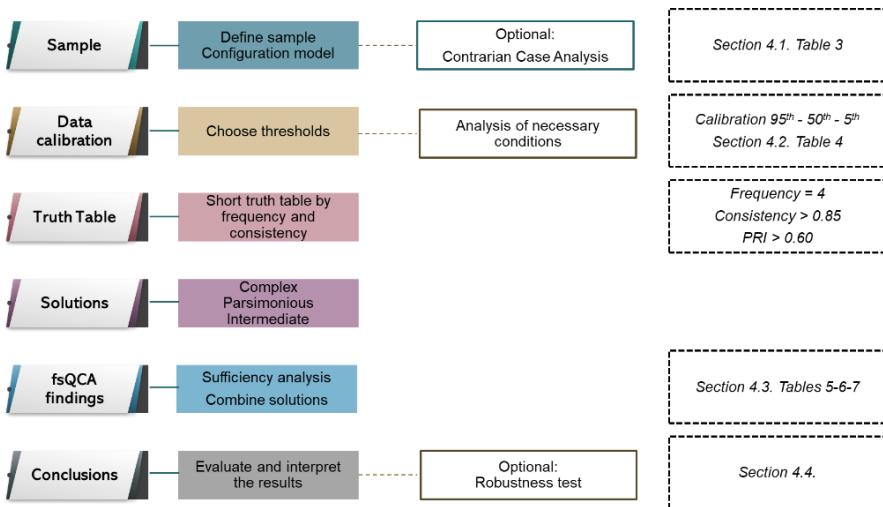 Sample
Define sample
Configuration model
Optional:
Contrarian Case Analysis
Section 4.1. Table 3
Data
calibration
Choose thresholds
Analysis of necessary
conditions
Calibration 95th - 50th - 5th
Section 4.2. Table 4
Truth Table
Short truth table by
frequency and
consistency
Frequency = 4
Consistency > 0.85
PRI > 0.60
Solutions
Complex
Parsimonious
Intermediate
fsQCA
findings
Sufficiency analysis
Combine solutions
Section 4.3. Tables 5-6-7
Conclusions
Evaluate and interpret
the results
Optional:
Robustness test
Section 4.4.